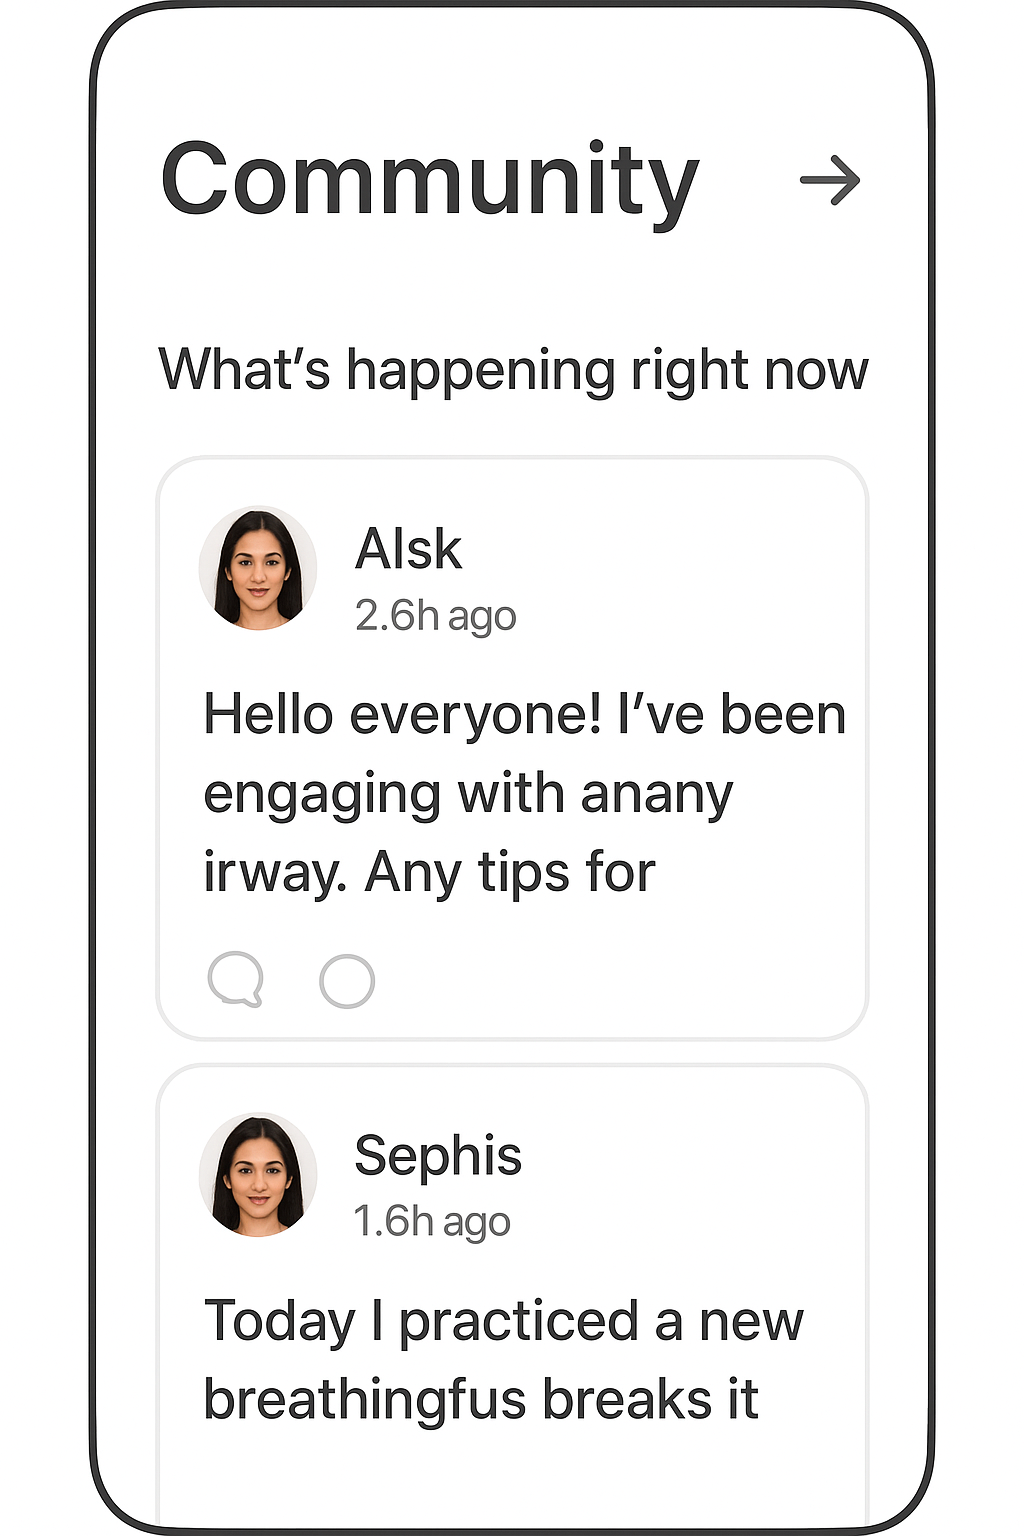 Community
What’s happening right now
Alsk
2.6h ago
Hello everyone! I’ve been
engaging with anany
irway. Any tips for
Sephis
1.6h ago
Today I practiced a new
breathingfus breaks it